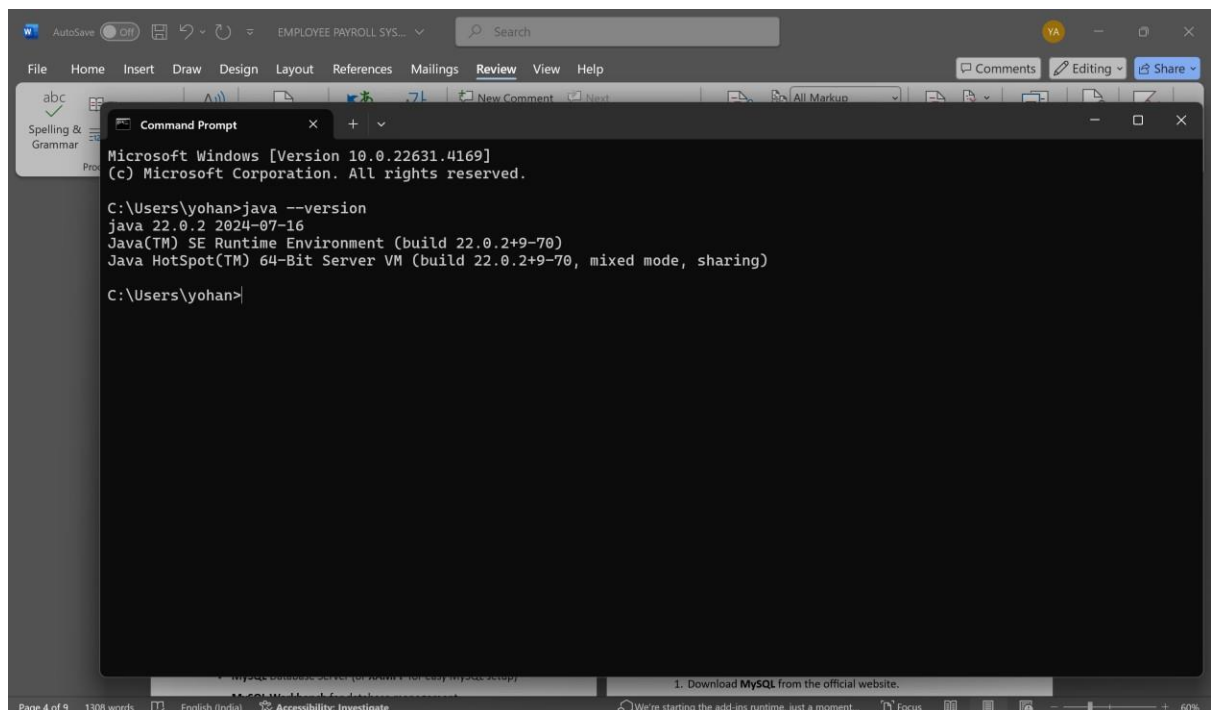 AutoSave Off EMPLOYEE PAYROLL SYS... Search YA
File Home Insert Draw Design Layout References Mailings Review View Help Comments Editing Share
abc New Comment Next All Markup
Spelling &
Grammar
Command Prompt
Microsoft Windows [Version 10.0.22631.4169]
(c) Microsoft Corporation. All rights reserved.
C:\Users\yohan>java --version
java 22.0.2 2024-07-16
Java(TM) SE Runtime Environment (build 22.0.2+9-70)
Java HotSpot(TM) 64-Bit Server VM (build 22.0.2+9-70, mixed mode, sharing)
C:\Users\yohan>
1. Download MySQL from the official website.
Page 4 of 9 1308 words English (India) Accessibility: Investigate We're starting the add-ins runtime, just a moment... Focus 60%